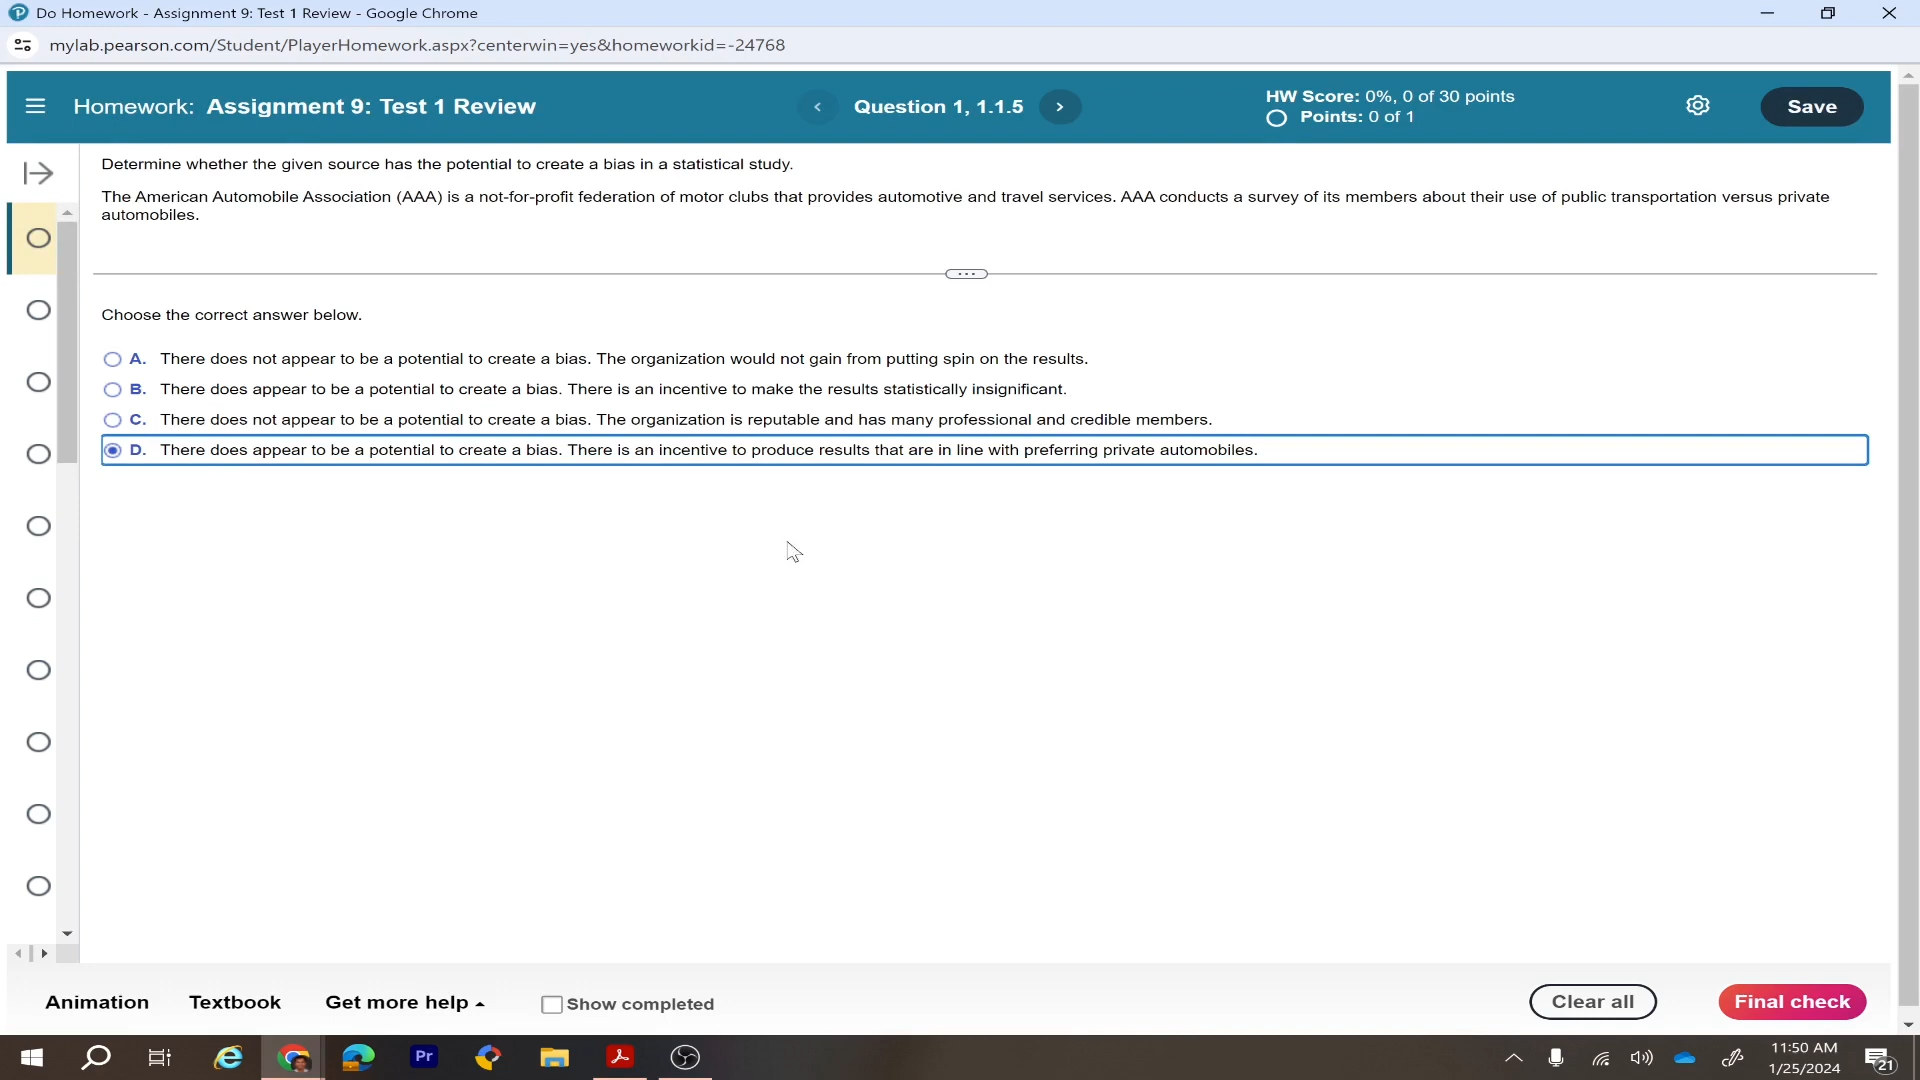 Do Homework - Assignment 9: Test 1 Review - Google Chrome
mylab.pearson.com/Student/PlayerHomework.aspx?centerwin=yes&homeworkid=-24768
Homework: Assignment 9: Test 1 Review
Question 1, 1.1.5
HW Score: 0%, 0 of 30 points
Points: 0 of 1
Save
Determine whether the given source has the potential to create a bias in a statistical study.
The American Automobile Association (AAA) is a not-for-profit federation of motor clubs that provides automotive and travel services. AAA conducts a survey of its members about their use of public transportation versus private
automobiles.
Choose the correct answer below.
A. There does not appear to be a potential to create a bias. The organization would not gain from putting spin on the results.
B. There does appear to be a potential to create a bias. There is an incentive to make the results statistically insignificant.
C. There does not appear to be a potential to create a bias. The organization is reputable and has many professional and credible members.
D. There does appear to be a potential to create a bias. There is an incentive to produce results that are in line with preferring private automobiles.
Animation Textbook Get more help Show completed Clear all Final check
Pr
11:50 AM
1/25/2024
21